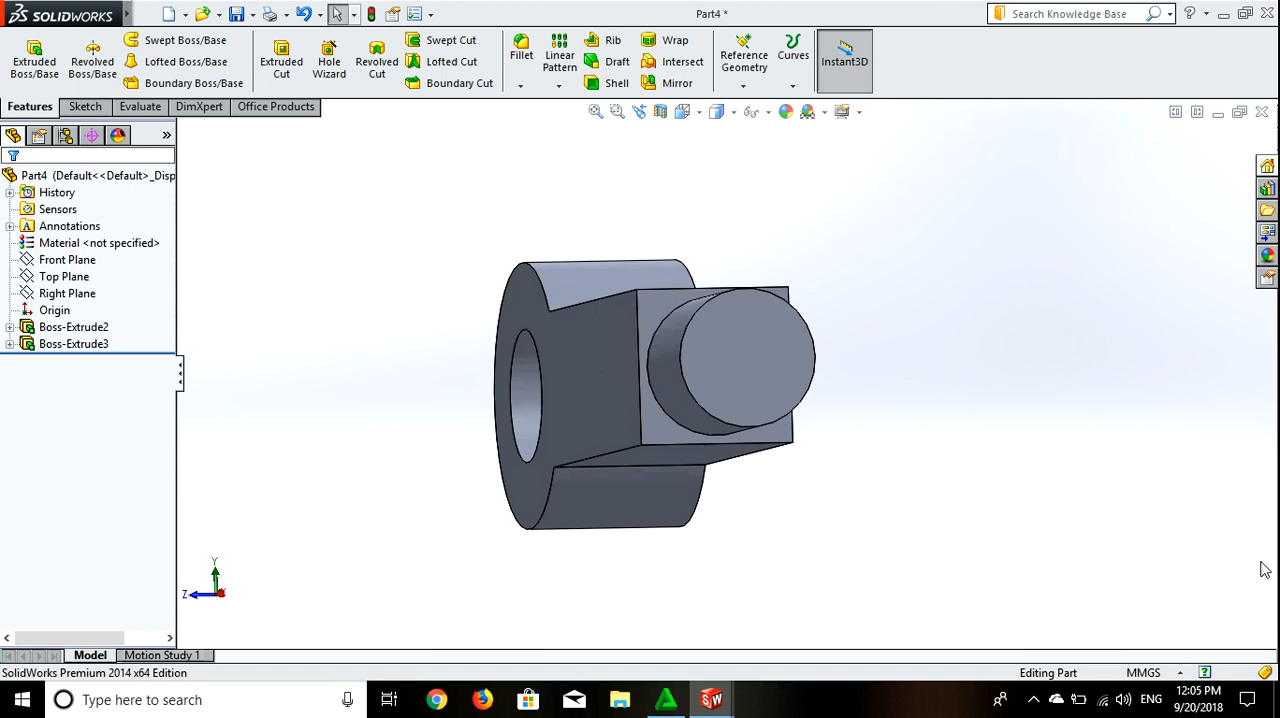 SOLIDWORKS
Part4 *
Search Knowledge Base
Extruded Boss/Base
Revolved Boss/Base
Swept Boss/Base
Lofted Boss/Base
Boundary Boss/Base
Extruded Cut
Hole Wizard
Revolved Cut
Swept Cut
Lofted Cut
Boundary Cut
Fillet
Linear Pattern
Rib
Draft
Shell
Wrap
Intersect
Mirror
Reference Geometry
Curves
Instant3D
Features
Sketch
Evaluate
DimXpert
Office Products
Part4 (Default<<Default>_Disp
History
Sensors
A Annotations
Material <not specified>
Front Plane
Top Plane
Right Plane
Origin
Boss-Extrude2
Boss-Extrude3
Y
Z
Model
Motion Study 1
SolidWorks Premium 2014 x64 Edition
Editing Part
MMGS
Type here to search
SW
ENG
12:05 PM
9/20/2018